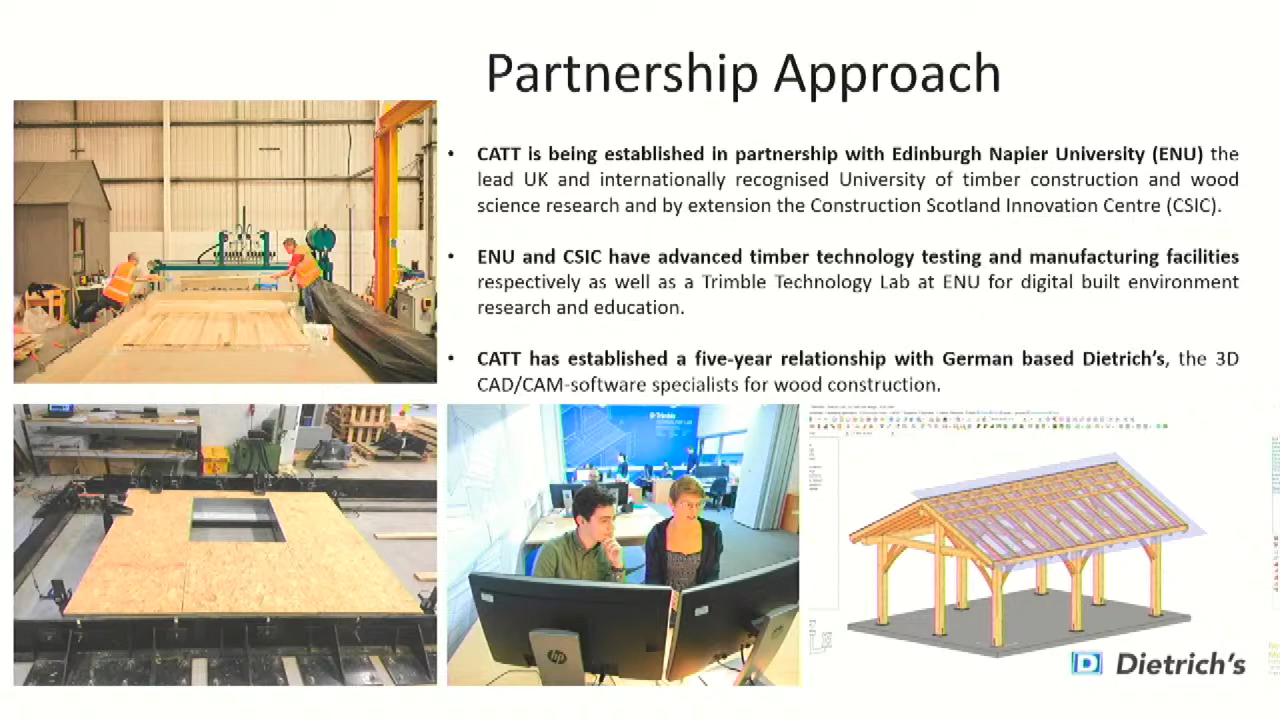 Partnership Approach
• CATT is being established in partnership with Edinburgh Napier University (ENU) the
lead UK and internationally recognised University of timber construction and wood
science research and by extension the Construction Scotland Innovation Centre (CSIC).
• ENU and CSIC have advanced timber technology testing and manufacturing facilities
respectively as well as a Trimble Technology Lab at ENU for digital built environment
research and education.
• CATT has established a five-year relationship with German based Dietrich’s, the 3D
CAD/CAM-software specialists for wood construction.
Trimble
hp
D Dietrich's